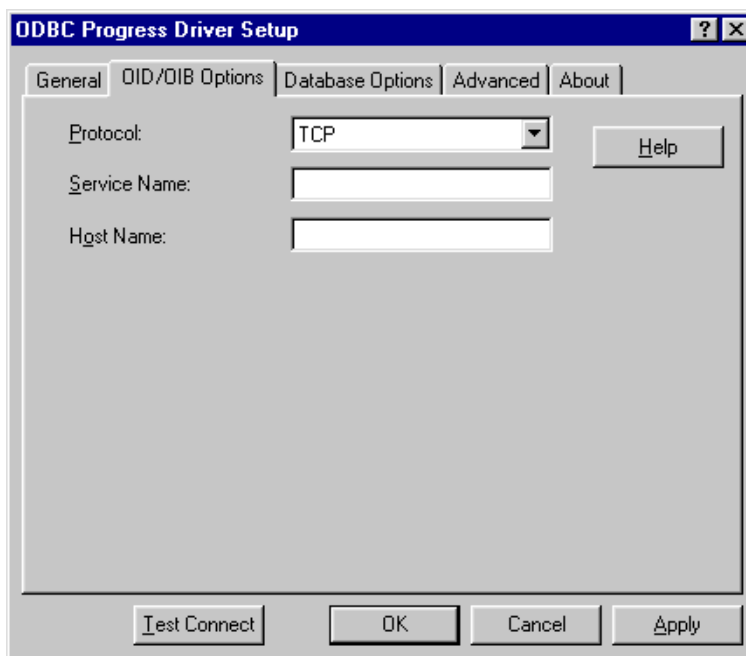 ODBC Progress Driver Setup
General OID/OIB Options Database Options Advanced About
Protocol: TCP Help
Service Name:
Host Name:
Test Connect OK Cancel Apply